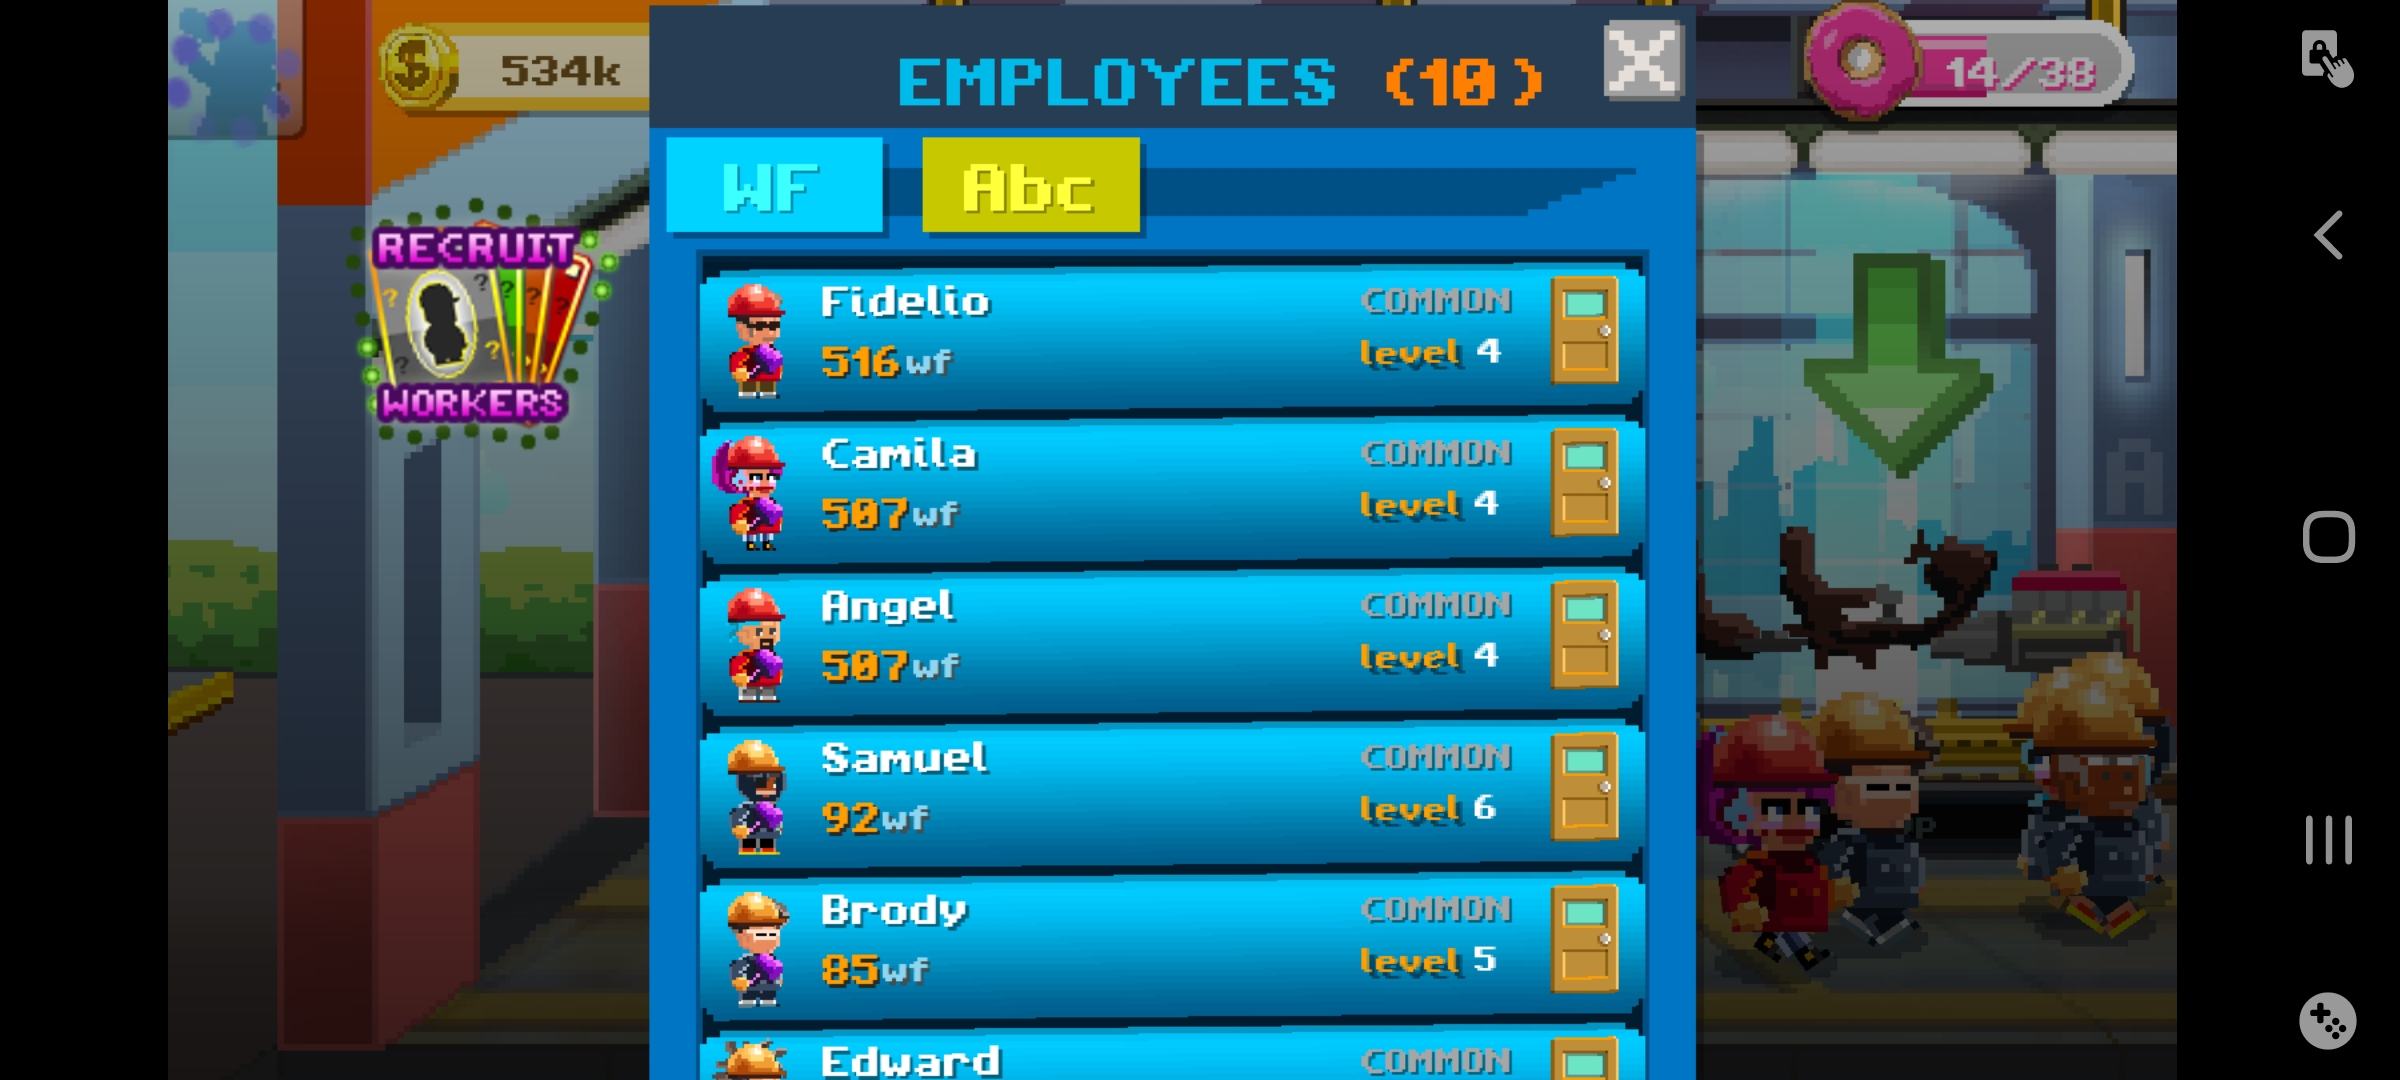 534k
EMPLOYEES (10)
14/38
WF
Abc
RECRUIT
WORKERS
Fidelio
COMMON
516wf
level 4
Camila
COMMON
507wf
level 4
Angel
COMMON
507wf
level 4
Samuel
COMMON
92wf
level 6
Brody
COMMON
85wf
level 5
Edward
COMMON
A